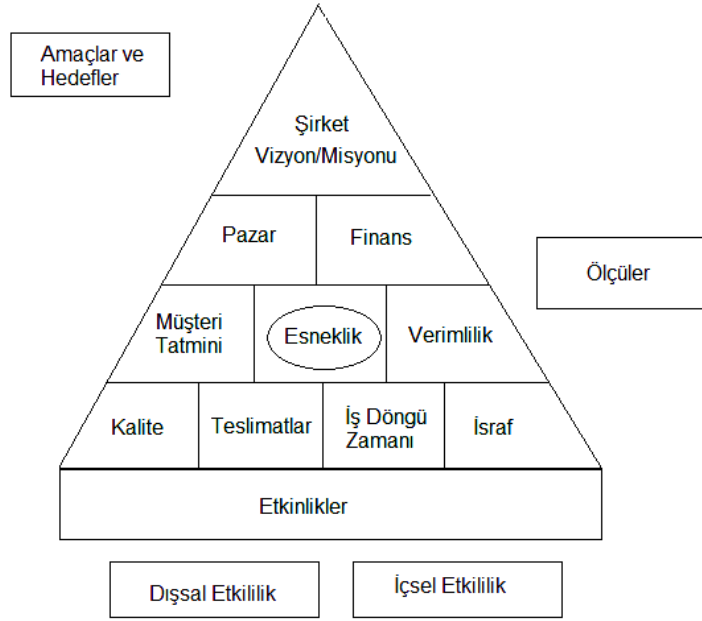 Amaçlar ve
Hedefler
Şirket
Vizyon/Misyonu
Pazar
Finans
Ölçüler
Müşteri
Tatmini
Esneklik
Verimlilik
Kalite
Teslimatlar
İş Döngü
Zamanı
İsraf
Etkinlikler
Dışsal Etkililik
İçsel Etkililik